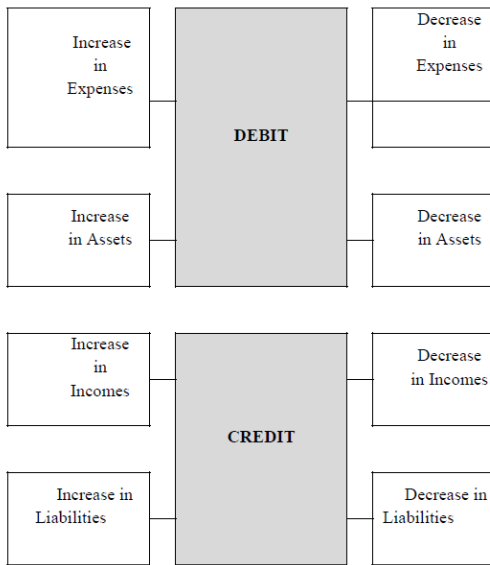 Increase
in
Expenses
DEBIT
Decrease
in
Expenses
Increase
in Assets
Decrease
in Assets
Increase
in
Incomes
CREDIT
Decrease
in Incomes
Increase in
Liabilities
Decrease in
Liabilities